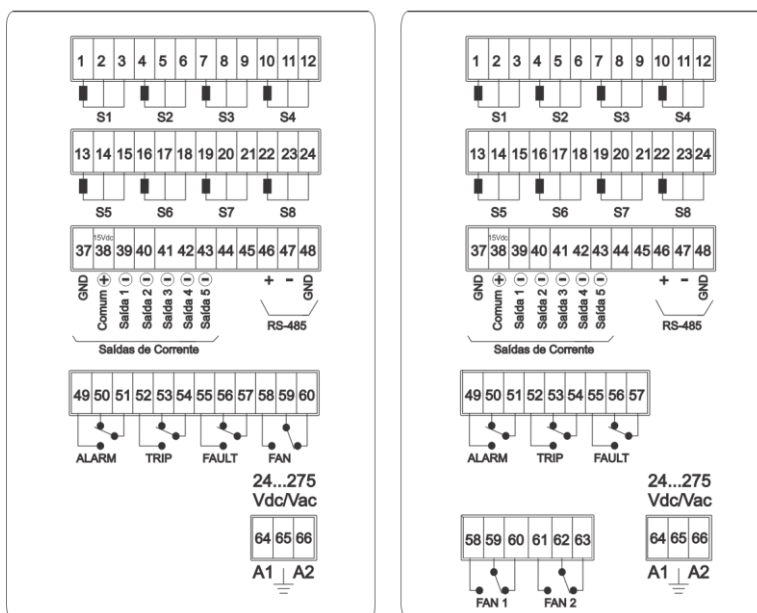 1 2 3 4 5 6 7 8 9 10 11 12
S1 S2 S3 S4
13 14 15 16 17 18 19 20 21 22 23 24
S5 S6 S7 S8
15Vdc
37 38 39 40 41 42 43 44 45 46 47 48
GND
Comum +
Saída 1 -
Saída 2 -
Saída 3 -
Saída 4 -
Saída 5 -
+ - GND
RS-485
Saídas de Corrente
49 50 51 52 53 54 55 56 57 58 59 60
ALARM TRIP FAULT FAN
24...275
Vdc/Vac
64 65 66
A1 A2
1 2 3 4 5 6 7 8 9 10 11 12
S1 S2 S3 S4
13 14 15 16 17 18 19 20 21 22 23 24
S5 S6 S7 S8
15Vdc
37 38 39 40 41 42 43 44 45 46 47 48
GND
Comum +
Saída 1 -
Saída 2 -
Saída 3 -
Saída 4 -
Saída 5 -
+ - GND
RS-485
Saídas de Corrente
49 50 51 52 53 54 55 56 57
ALARM TRIP FAULT
24...275
Vdc/Vac
58 59 60 61 62 63
FAN 1 FAN 2
64 65 66
A1 A2